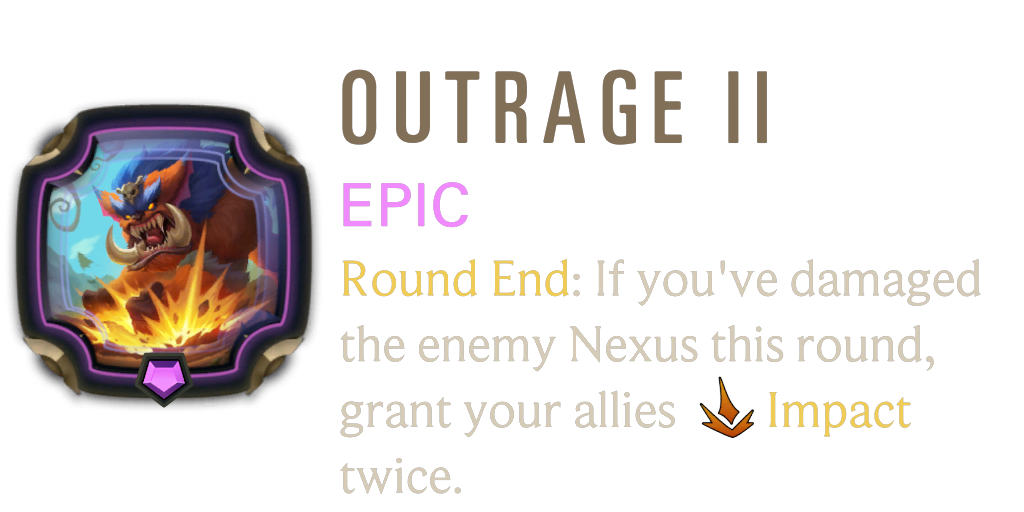 OUTRAGE II
EPIC
Round End: If you've damaged
the enemy Nexus this round,
grant your allies Impact
twice.